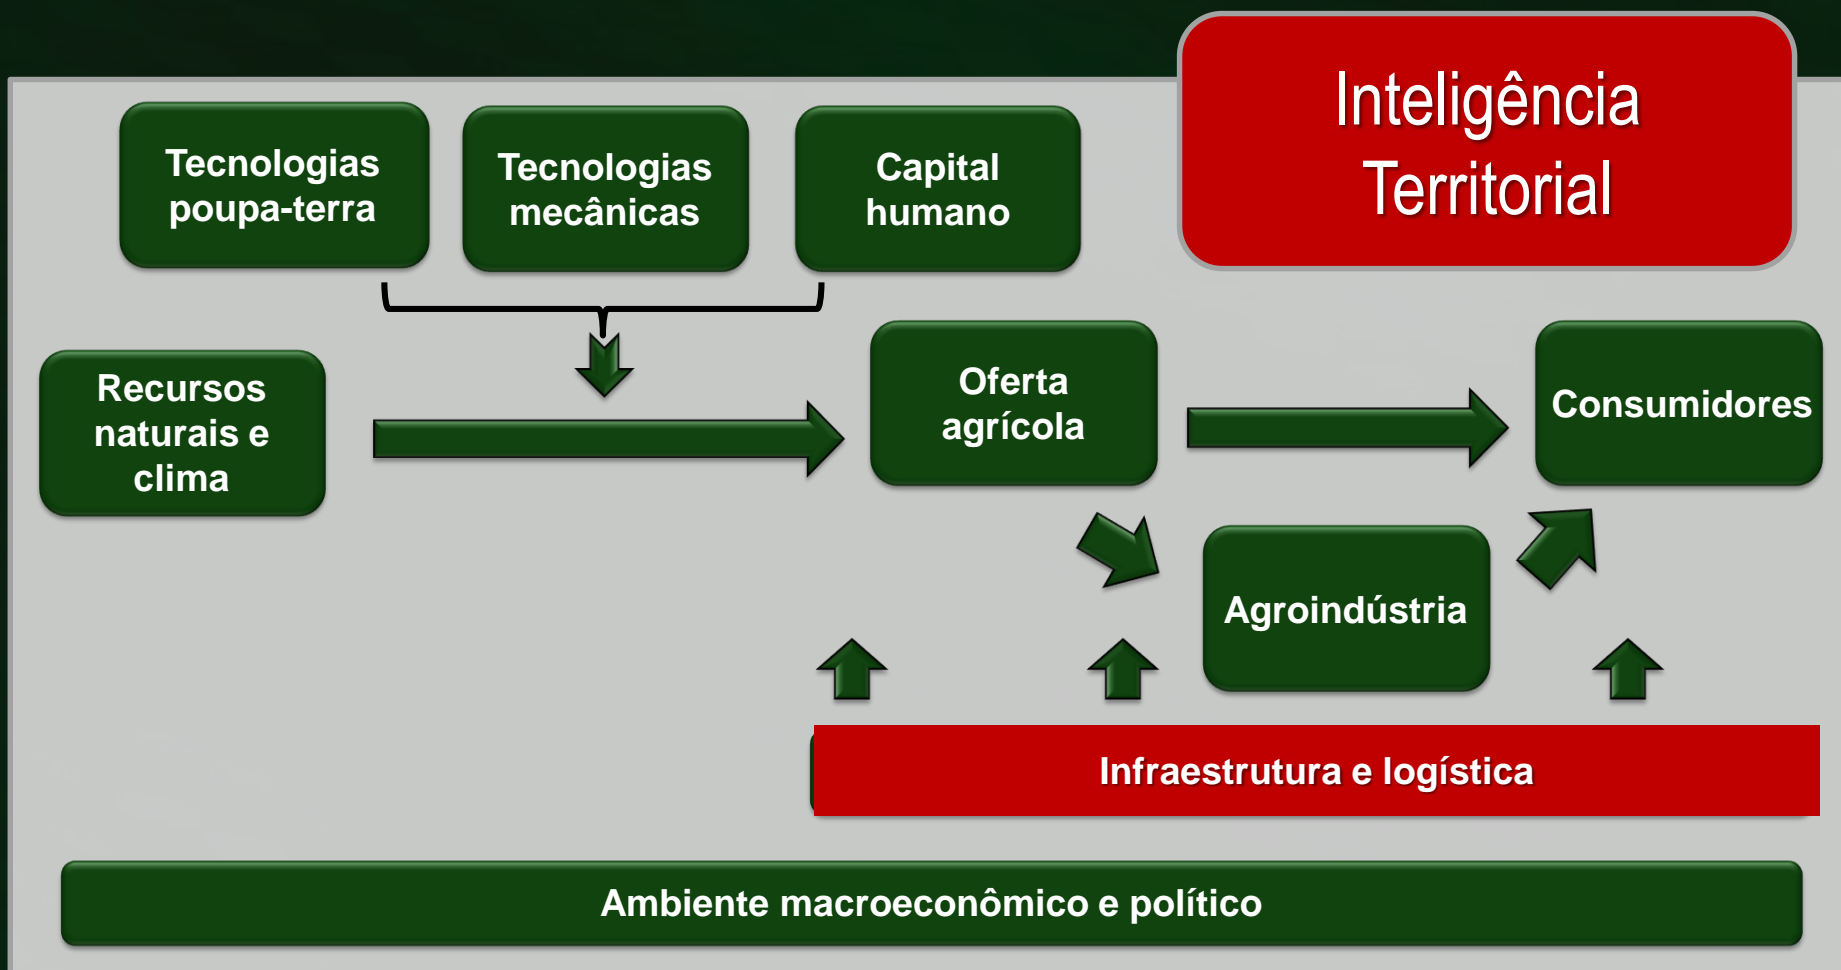 Inteligência
Territorial
Tecnologias
poupa-terra
Tecnologias
mecânicas
Capital
humano
Recursos
naturais e
clima
Oferta
agrícola
Consumidores
Agroindústria
Infraestrutura e logística
Ambiente macroeconômico e político